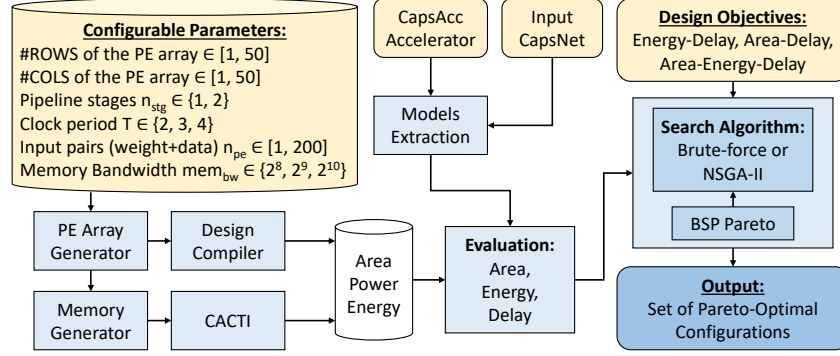 Configurable Parameters:
#ROWS of the PE array ∈ [1, 50]
#COLS of the PE array ∈ [1, 50]
Pipeline stages n_stg ∈ {1, 2}
Clock period T ∈ {2, 3, 4}
Input pairs (weight+data) n_pe ∈ [1, 200]
Memory Bandwidth mem_bw ∈ {2^8, 2^9, 2^10}
CapsAcc
Accelerator
Input
CapsNet
Models
Extraction
Design Objectives:
Energy-Delay, Area-Delay,
Area-Energy-Delay
Search Algorithm:
Brute-force or
NSGA-II
BSP Pareto
PE Array
Generator
Design
Compiler
Memory
Generator
CACTI
Area
Power
Energy
Evaluation:
Area,
Energy,
Delay
Output:
Set of Pareto-Optimal
Configurations